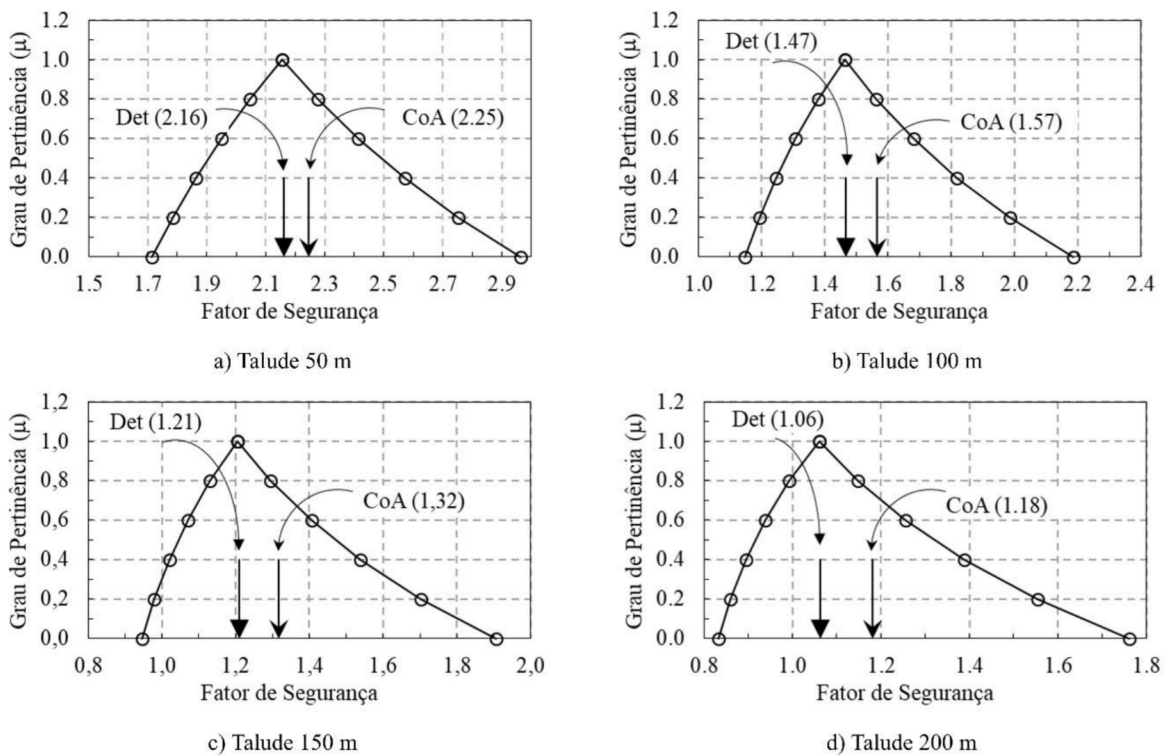 1.2
1.0
0.8
0.6
0.4
0.2
0.0
Grau de Pertinência (μ)
Det (2.16)
CoA (2.25)
1.5 1.7 1.9 2.1 2.3 2.5 2.7 2.9
Fator de Segurança
a) Talude 50 m
1.2
1.0
0.8
0.6
0.4
0.2
0.0
Grau de Pertinência (μ)
Det (1.47)
CoA (1.57)
1.0 1.2 1.4 1.6 1.8 2.0 2.2 2.4
Fator de Segurança
b) Talude 100 m
1,2
1,0
0,8
0,6
0,4
0,2
0,0
Grau de Pertinência (μ)
Det (1.21)
CoA (1,32)
0,8 1,0 1,2 1,4 1,6 1,8 2,0
Fator de Segurança
c) Talude 150 m
1.2
1.0
0.8
0.6
0.4
0.2
0.0
Grau de Pertinência (μ)
Det (1.06)
CoA (1.18)
0.8 1.0 1.2 1.4 1.6 1.8
Fator de Segurança
d) Talude 200 m